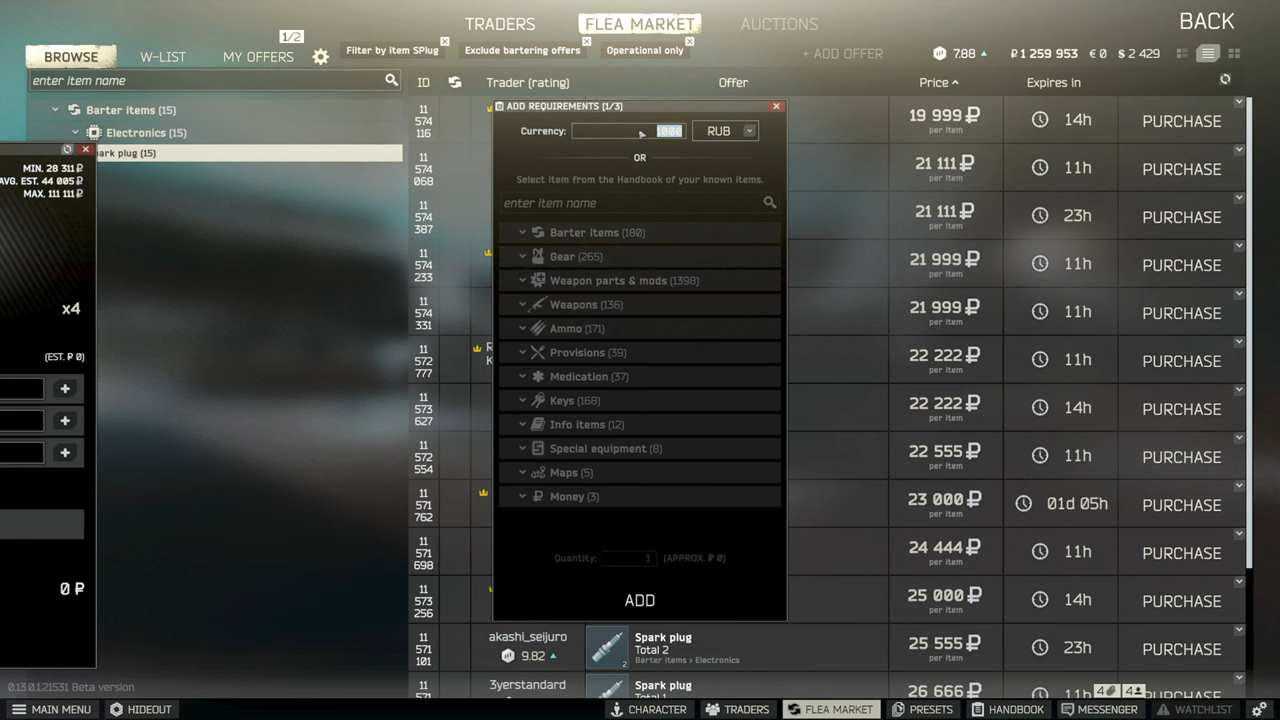 TRADERS
FLEA MARKET
AUCTIONS
BACK
BROWSE
W-LIST
1/2
MY OFFERS
Filter by item SPlug
Exclude bartering offers
Operational only
+ ADD OFFER
7.88
₽ 1 259 953
€ 0
$ 2 429
enter item name
ID
Trader (rating)
Offer
Price
Expires in
Barter items (15)
Electronics (15)
ark plug (15)
MIN. 28 311₽
AVG. EST. 44 005₽
MAX. 111 111₽
x4
(EST. ₽ 0)
0 ₽
ADD REQUIREMENTS (1/3)
Currency:
1000
RUB
OR
Select item from the Handbook of your known items.
enter item name
Barter items (180)
Gear (265)
Weapon parts & mods (1398)
Weapons (136)
Ammo (171)
Provisions (39)
Medication (37)
Keys (168)
Info items (12)
Special equipment (8)
Maps (5)
Money (3)
Quantity:
1
(APPROX. ₽ 0)
ADD
11
574
116
19 999 ₽
per item
14h
PURCHASE
11
574
068
21 111 ₽
per item
11h
PURCHASE
11
574
387
21 111 ₽
per item
23h
PURCHASE
11
574
233
21 999 ₽
per item
11h
PURCHASE
11
574
331
21 999 ₽
per item
11h
PURCHASE
11
572
777
R
K
22 222 ₽
per item
11h
PURCHASE
11
573
627
22 222 ₽
per item
14h
PURCHASE
11
572
554
22 555 ₽
per item
11h
PURCHASE
11
571
762
23 000 ₽
per item
01d 05h
PURCHASE
11
571
698
24 444 ₽
per item
11h
PURCHASE
11
573
256
25 000 ₽
per item
14h
PURCHASE
11
571
101
akashi_seijuro
9.82
2
Spark plug
Total 2
Barter items > Electronics
25 555 ₽
per item
23h
PURCHASE
11
3yerstandard
Spark plug
Total 1
26 666 ₽
11h
PURCHASE
0.13.0.1.21531 Beta version
4
4
MAIN MENU
HIDEOUT
CHARACTER
TRADERS
FLEA MARKET
PRESETS
HANDBOOK
MESSENGER
WATCHLIST